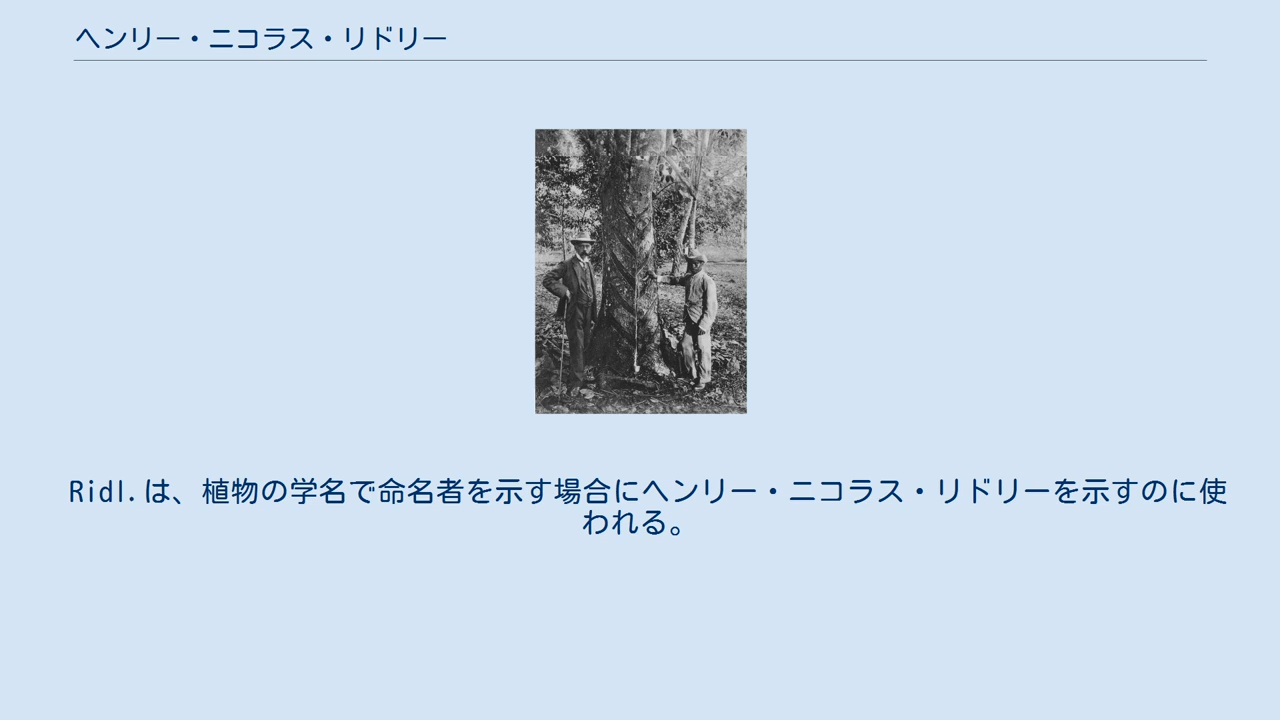 ヘンリー・ニコラス・リドリー
Ridl.は、植物の学名で命名者を示す場合にヘンリー・ニコラス・リドリーを示すのに使
われる。